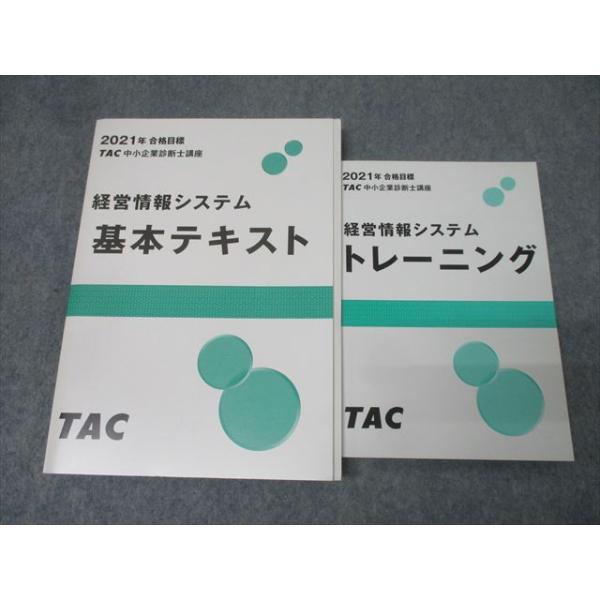 2021年 合格目標
TAC 中小企業診断士講座
経営情報システム
基本テキスト
TAC
2021年 合格目標
TAC 中小企業診断士講座
経営情報システム
トレーニング
TAC